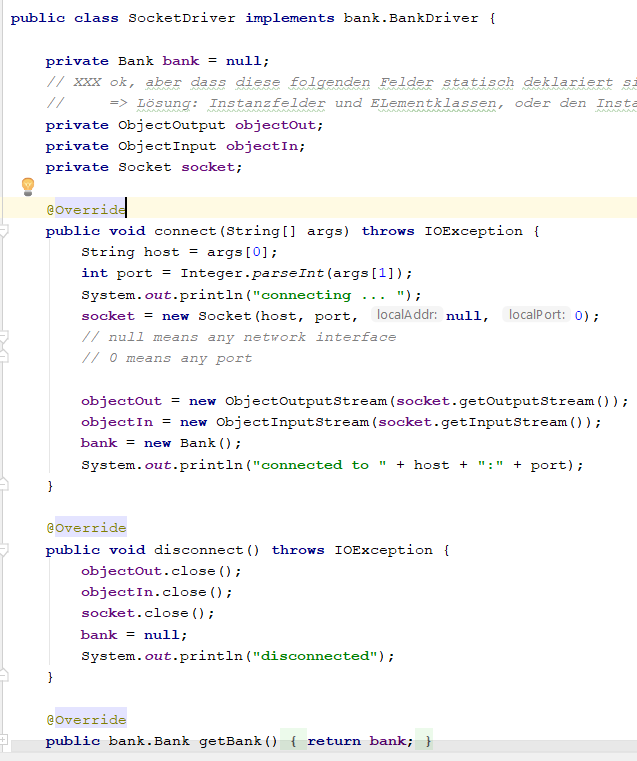 public class SocketDriver implements bank.BankDriver {
private Bank bank = null;
// XXX ok, aber dass diese folgenden Felder statisch deklariert si
// => Lösung: Instanzfelder und ELementklassen, oder den Insta
private ObjectOutput objectOut;
private ObjectInput objectIn;
private Socket socket;
@Override
public void connect(String[] args) throws IOException {
String host = args[0];
int port = Integer.parseInt(args[1]);
System.out.println("connecting ... ");
socket = new Socket(host, port, localAddr: null, localPort: 0);
// null means any network interface
// 0 means any port
objectOut = new ObjectOutputStream(socket.getOutputStream());
objectIn = new ObjectInputStream(socket.getInputStream());
bank = new Bank();
System.out.println("connected to " + host + ":" + port);
}
@Override
public void disconnect() throws IOException {
objectOut.close();
objectIn.close();
socket.close();
bank = null;
System.out.println("disconnected");
}
@Override
public bank.Bank getBank() { return bank; }